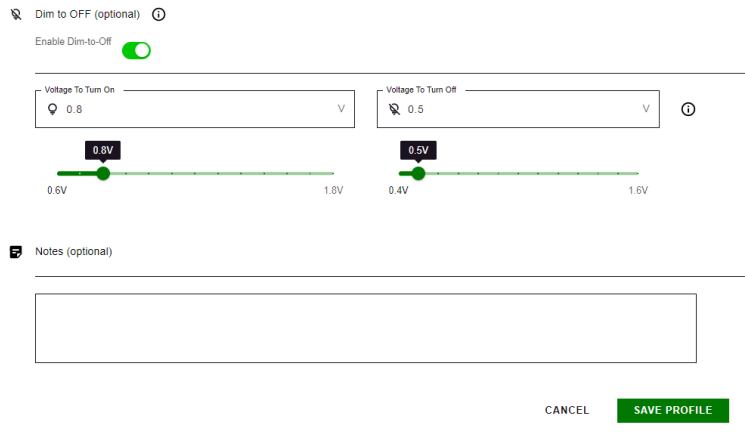 Dim to OFF (optional)
Enable Dim-to-Off
Voltage To Turn On
0.8 V
Voltage To Turn Off
0.5 V
0.8V
0.6V 1.8V
0.5V
0.4V 1.6V
Notes (optional)
CANCEL SAVE PROFILE